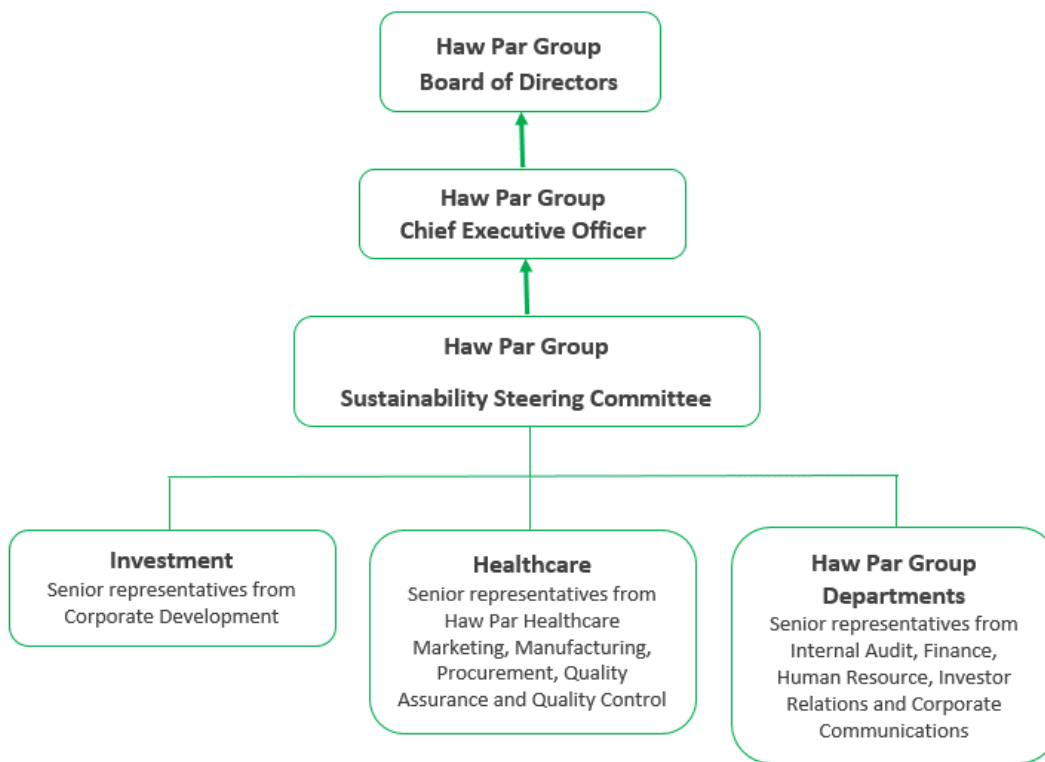 Haw Par Group
Board of Directors
Haw Par Group
Chief Executive Officer
Haw Par Group
Sustainability Steering Committee
Investment
Senior representatives from
Corporate Development
Healthcare
Senior representatives from
Haw Par Healthcare
Marketing, Manufacturing,
Procurement, Quality
Assurance and Quality Control
Haw Par Group
Departments
Senior representatives from
Internal Audit, Finance,
Human Resource, Investor
Relations and Corporate
Communications